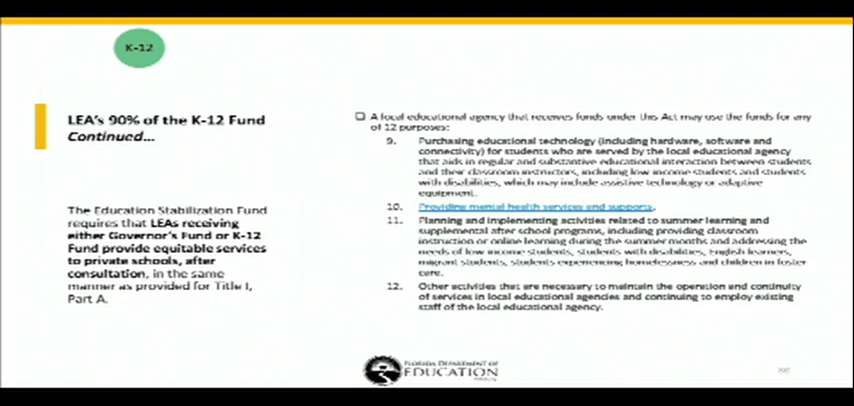 K-12
LEA's 90% of the K-12 Fund
Continued...
The Education Stabilization Fund
requires that LEAs receiving
either Governor's Fund or K-12
Fund provide equitable services
to private schools, after
consultation, in the same
manner as provided for Title I,
Part A.
A local educational agency that receives funds under this Act may use the funds for any
of 12 purposes:
9. Purchasing educational technology (including hardware, software and
connectivity) for students who are served by the local educational agency
that aids in regular and substantive educational interaction between students
and their classroom instructors, including low income students and students
with disabilities, which may include assistive technology or adaptive
equipment.
10. Providing mental health services and supports.
11. Planning and implementing activities related to summer learning and
supplemental after school programs, including providing classroom
instruction or online learning during the summer months and addressing the
needs of low income students, students with disabilities, English learners,
migrant students, students experiencing homelessness and children in foster
care.
12. Other activities that are necessary to maintain the operation and continuity
of services in local educational agencies and continuing to employ existing
staff of the local educational agency.
FLORIDA DEPARTMENT OF
EDUCATION